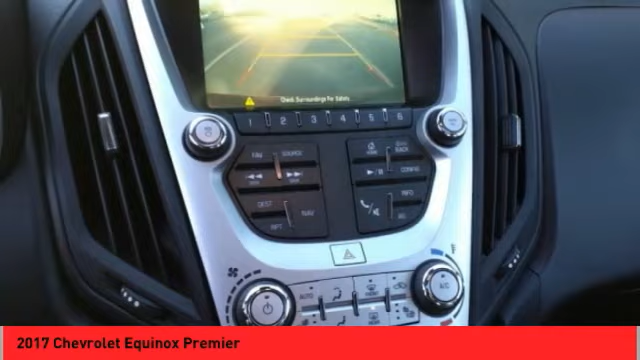 Check Surroundings For Safety
1 2 3 4 5 6
FAV SOURCE
HOME BACK
CONFIG
DEST
NAV
RPT
INFO
AUTO
A/C
2017 Chevrolet Equinox Premier